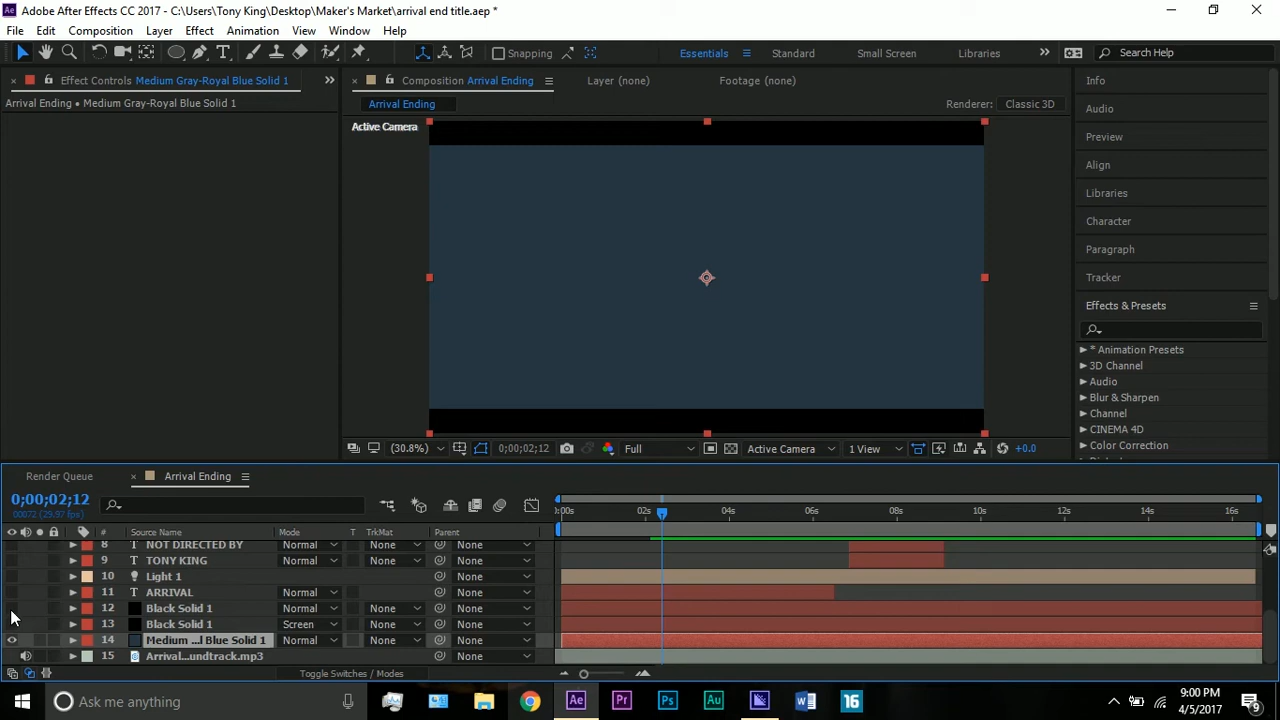 Adobe After Effects CC 2017 - C:\Users\Tony King\Desktop\Maker's Market\arrival end title.aep *
File Edit Composition Layer Effect Animation View Window Help
Snapping Essentials Standard Small Screen Libraries Search Help
Effect Controls Medium Gray-Royal Blue Solid 1
Composition Arrival Ending Layer (none) Footage (none)
Arrival Ending • Medium Gray-Royal Blue Solid 1
Arrival Ending Renderer: Classic 3D
Active Camera
Info
Audio
Preview
Align
Libraries
Character
Paragraph
Tracker
Effects & Presets
* Animation Presets
3D Channel
Audio
Blur & Sharpen
Channel
CINEMA 4D
Color Correction
(30.8%) 0;00;02;12 Full Active Camera 1 View +0.0
Render Queue Arrival Ending
0;00;02;12
00072 (29.97 fps)
:00s 02s 04s 06s 08s 10s 12s 14s 16s
# Source Name Mode T TrkMat Parent
8 T NOT DIRECTED BY Normal None None
9 T TONY KING Normal None None
10 Light 1 None
11 T ARRIVAL Normal None
12 Black Solid 1 Normal None None
13 Black Solid 1 Screen None None
14 Medium ...l Blue Solid 1 Normal None None
15 Arrival...undtrack.mp3 None
Toggle Switches / Modes
Ask me anything
Ae Pr Ps Au W 16
9:00 PM
4/5/2017
9